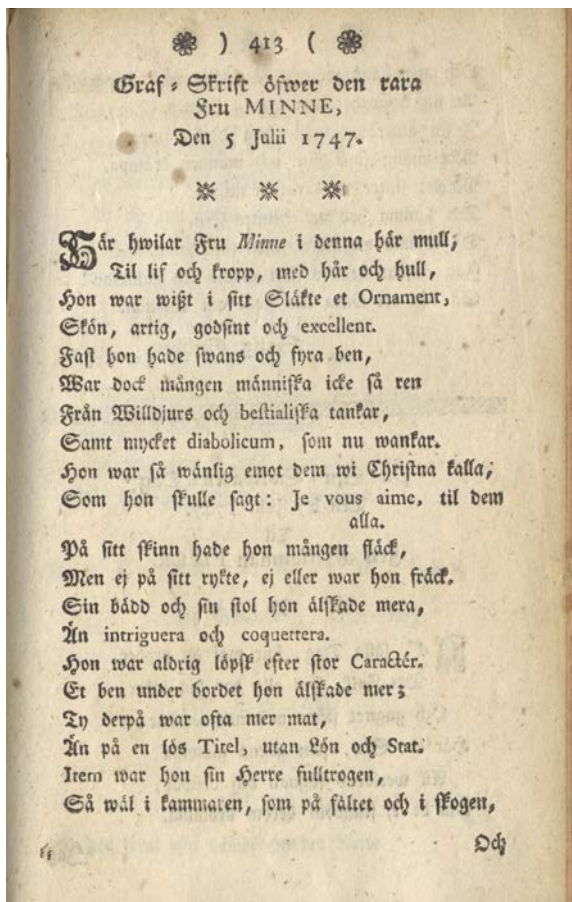 ) 413 (
Graf-Skrift öfwer den rara
Fru MINNE,
Den 5 Julii 1747.
Här hwilar Fru Minne i denna här mull;
Til lif och kropp, med hår och hull,
Hon war wißt i sitt Släkte et Ornament,
Skön, artig, godsint och excellent.
Fast hon hade swans och fyra ben,
War dock mången människa icke så ren
Från Willdjurs och bestialiska tankar,
Samt mycket diabolicum, som nu wankar.
Hon war så wänlig emot dem wi Christna kalla;
Som hon skulle sagt: Je vous aime, til dem
alla.
På sitt skinn hade hon mången fläck,
Men ej på sitt rykte, ej eller war hon fräck.
Sin bädd och sin stol hon älskade mera,
Än intriguera och coquettera.
Hon war aldrig löpsk efter stor Caractér.
Et ben under bordet hon älskade mer;
Ty derpå war ofta mer mat,
Än på en lös Titel, utan Lön och Stat.
Item war hon sin Herre fulltrogen,
Så wäl i kammaren, som på fältet och i skogen,
Och